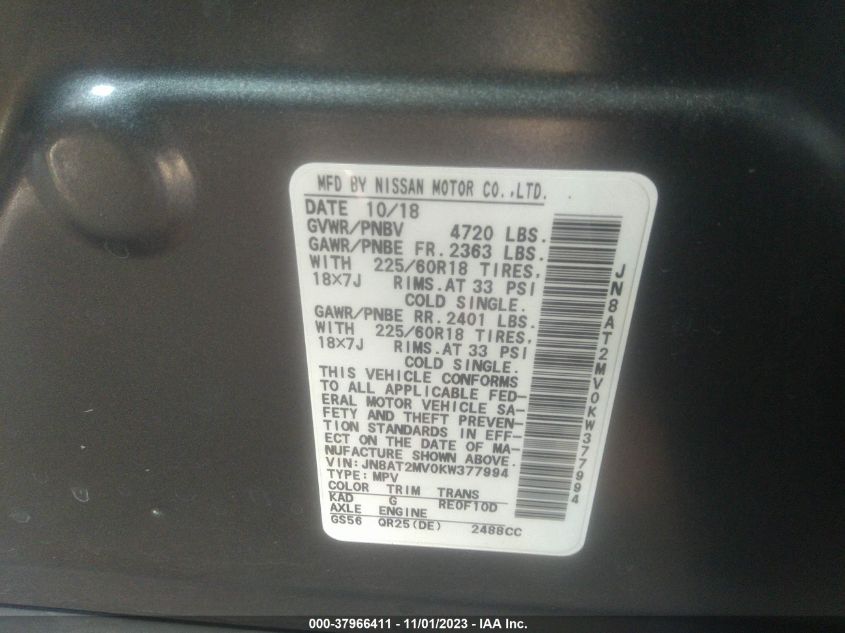 MFD BY NISSAN MOTOR CO.,LTD.
DATE 10/18
GVWR/PNBV 4720 LBS.
GAWR/PNBE FR. 2363 LBS.
WITH 225/60R18 TIRES,
18×7J RIMS.AT 33 PSI
COLD SINGLE.
GAWR/PNBE RR. 2401 LBS.
WITH 225/60R18 TIRES,
18×7J RIMS.AT 33 PSI
COLD SINGLE.
THIS VEHICLE CONFORMS
TO ALL APPLICABLE FED-
ERAL MOTOR VEHICLE SA-
FETY AND THEFT PREVEN-
TION STANDARDS IN EFF-
ECT ON THE DATE OF MA-
NUFACTURE SHOWN ABOVE.
VIN: JN8AT2MV0KW377994
TYPE: MPV
COLOR TRIM TRANS
KAD G RE0F10D
AXLE ENGINE
GS56 QR25(DE) 2488CC
JN8AT2MV0KW377994
000-37966411 - 11/01/2023 - IAA Inc.